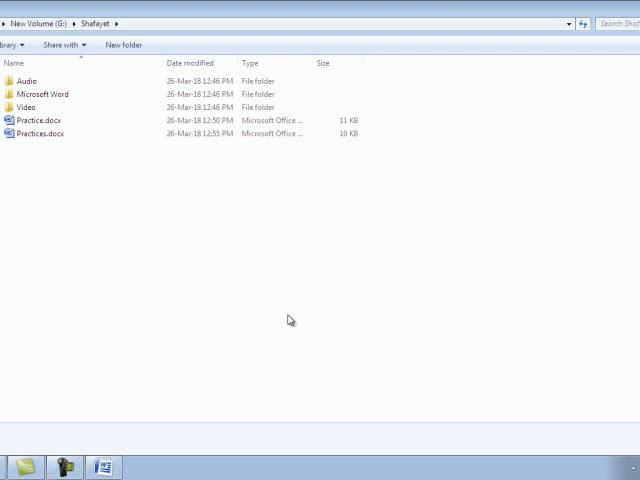 New Volume (G:) Shafayet Search Shaf
brary Share with New folder
Name Date modified Type Size
Audio 26-Mar-18 12:46 PM File folder
Microsoft Word 26-Mar-18 12:46 PM File folder
Video 26-Mar-18 12:46 PM File folder
Practice.docx 26-Mar-18 12:50 PM Microsoft Office ... 11 KB
Practices.docx 26-Mar-18 12:55 PM Microsoft Office ... 10 KB